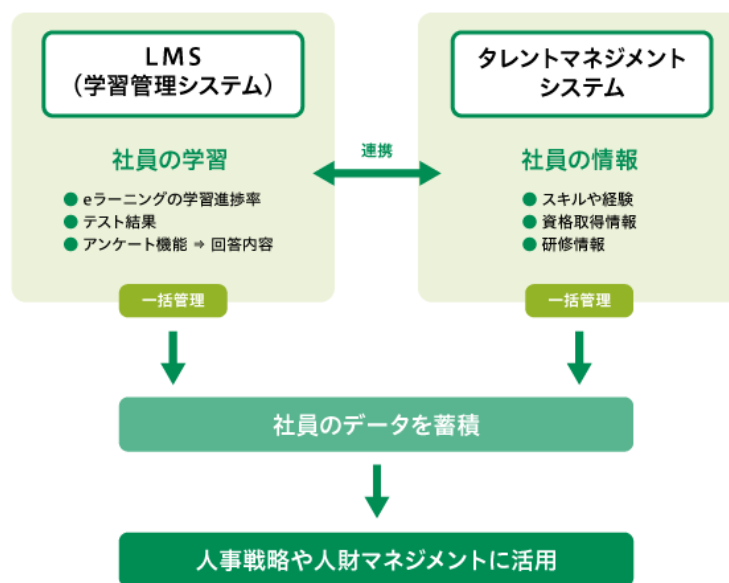 LMS
（学習管理システム）
社員の学習
● eラーニングの学習進捗率
● テスト結果
● アンケート機能 ⇒ 回答内容
一括管理
連携
タレントマネジメント
システム
社員の情報
● スキルや経験
● 資格取得情報
● 研修情報
一括管理
社員のデータを蓄積
人事戦略や人財マネジメントに活用